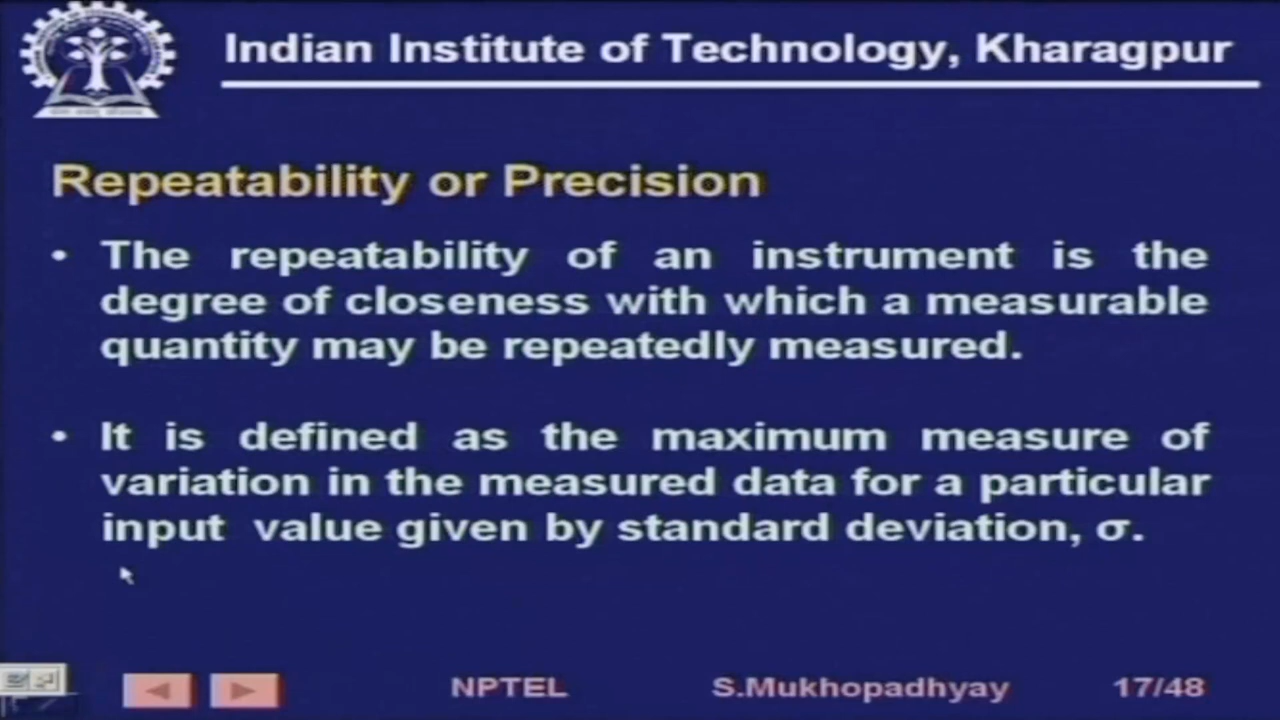 Indian Institute of Technology, Kharagpur
Repeatability or Precision
• The repeatability of an instrument is the
degree of closeness with which a measurable
quantity may be repeatedly measured.
• It is defined as the maximum measure of
variation in the measured data for a particular
input value given by standard deviation, σ.
NPTEL S.Mukhopadhyay 17/48